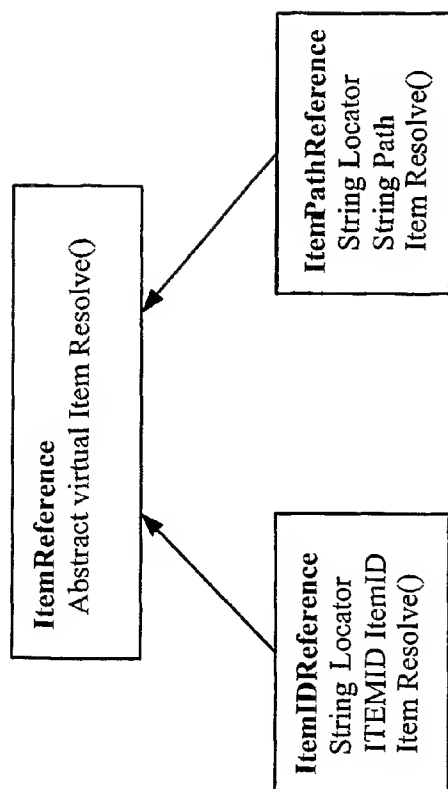 ItemReference
Abstract virtual Item Resolve()
ItemIDReference
String Locator
ITEMID ItemID
Item Resolve()
ItemPathReference
String Locator
String Path
Item Resolve()